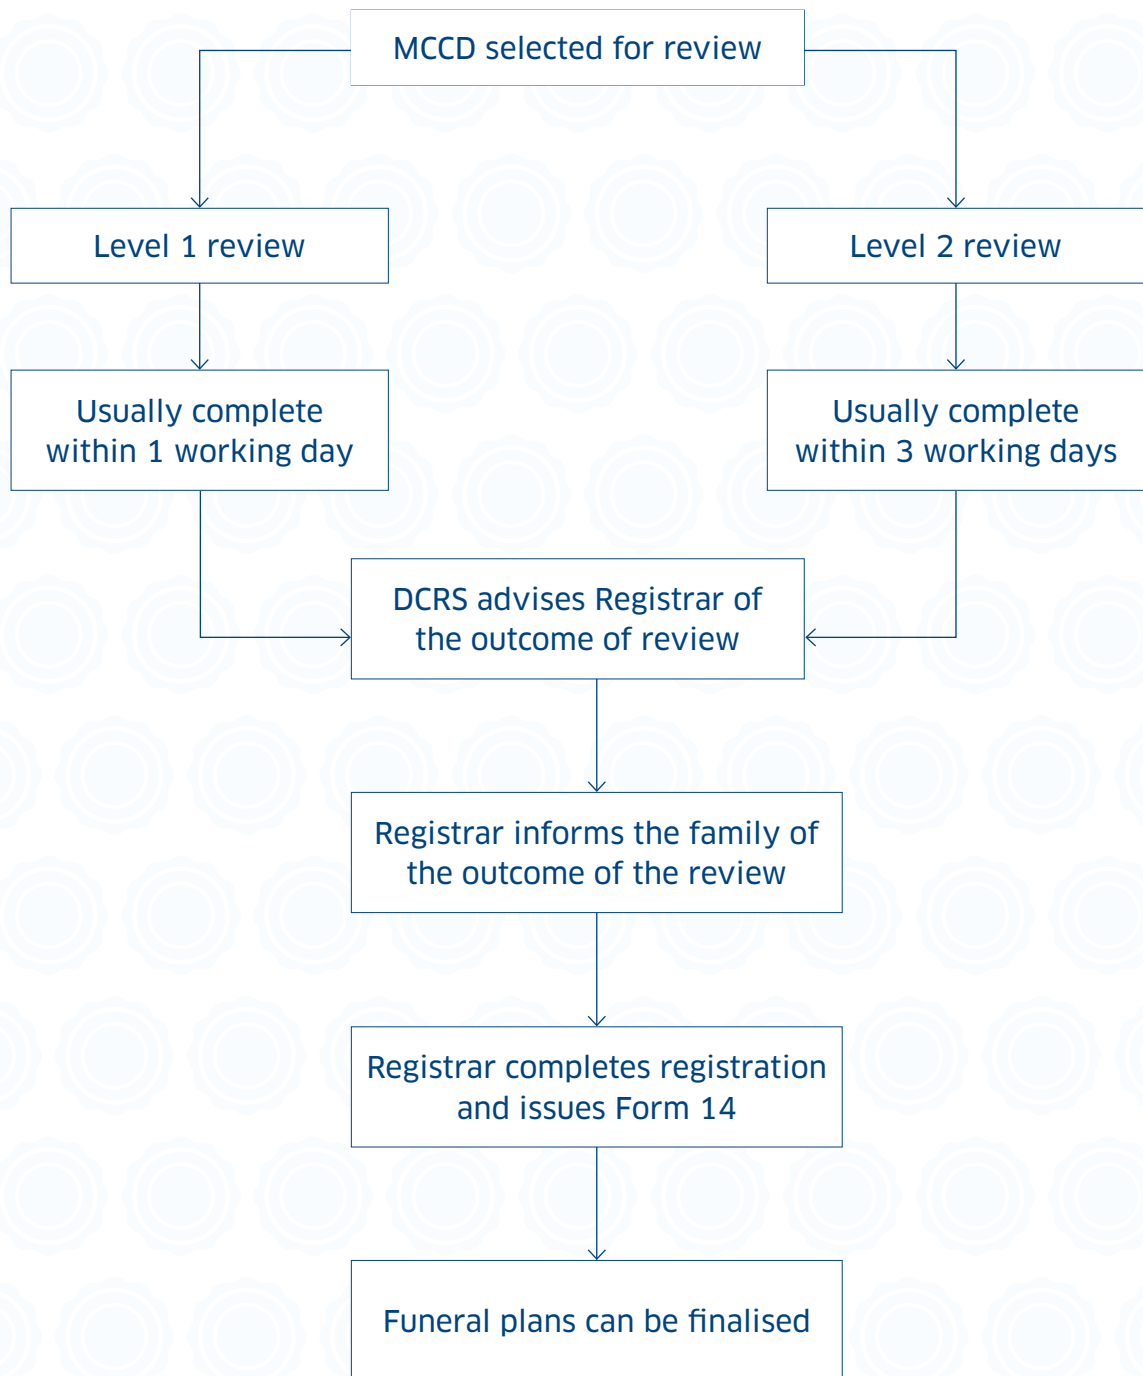 MCCD selected for review
Level 1 review
Level 2 review
Usually complete
within 1 working day
Usually complete
within 3 working days
DCRS advises Registrar of
the outcome of review
Registrar informs the family of
the outcome of the review
Registrar completes registration
and issues Form 14
Funeral plans can be finalised